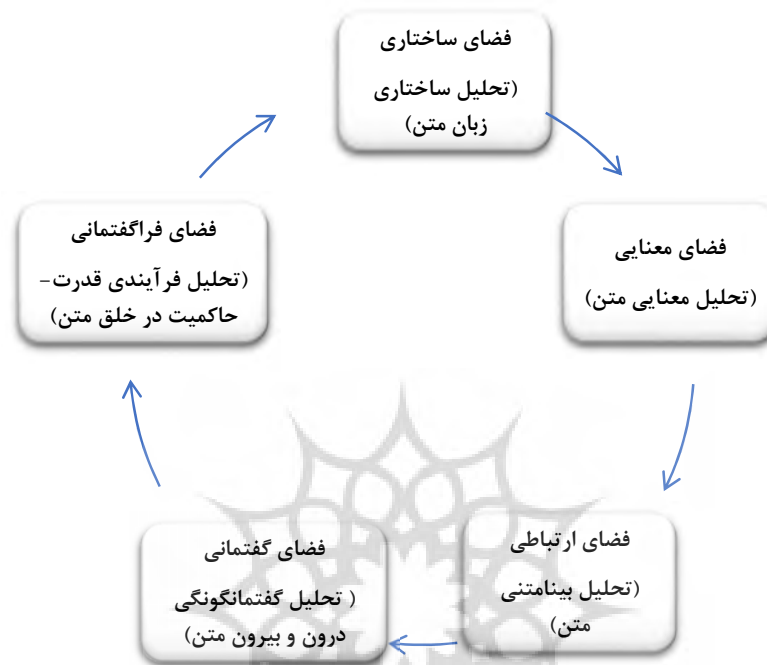 فضای ساختاری
(تحلیل ساختاری
زبان متن)
فضای معنایی
(تحلیل معنایی متن)
فضای ارتباطی
(تحلیل بینامتنی
متن)
فضای گفتمانی
( تحلیل گفتمانگونگی
درون و بیرون متن)
فضای فراگفتمانی
(تحلیل فرآیندی قدرت-
حاکمیت در خلق متن)